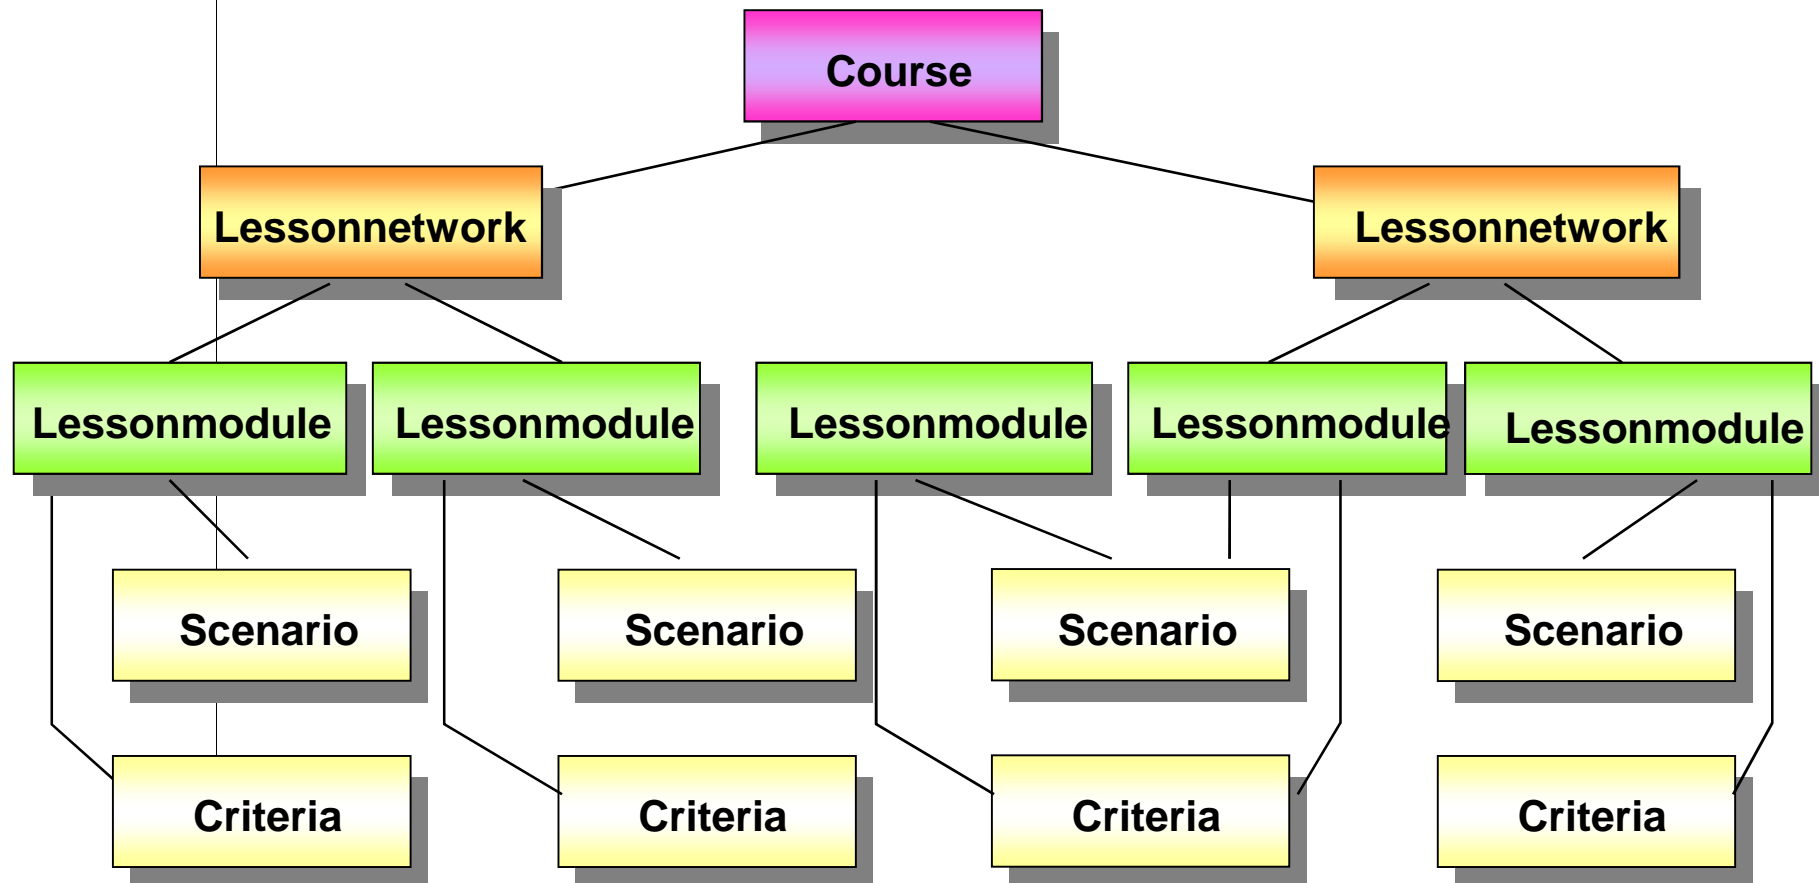 Course
Lessonnetwork
Lessonnetwork
Lessonmodule
Lessonmodule
Lessonmodule
Lessonmodule
Lessonmodule
Scenario
Scenario
Scenario
Scenario
Criteria
Criteria
Criteria
Criteria